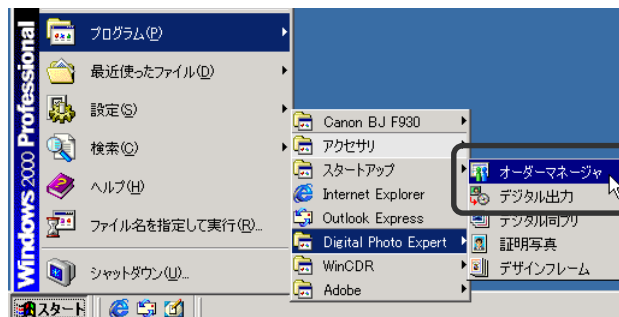 Windows 2000 Professional
プログラム(P)
最近使ったファイル(D)
設定(S)
検索(C)
ヘルプ(H)
ファイル名を指定して実行(R)...
シャットダウン(U)...
Canon BJ F930
アクセサリ
スタートアップ
Internet Explorer
Outlook Express
Digital Photo Expert
WinCDR
Adobe
オーダーマネージャ
デジタル出力
デジタル同プリ
証明写真
デザインフレーム
スタート